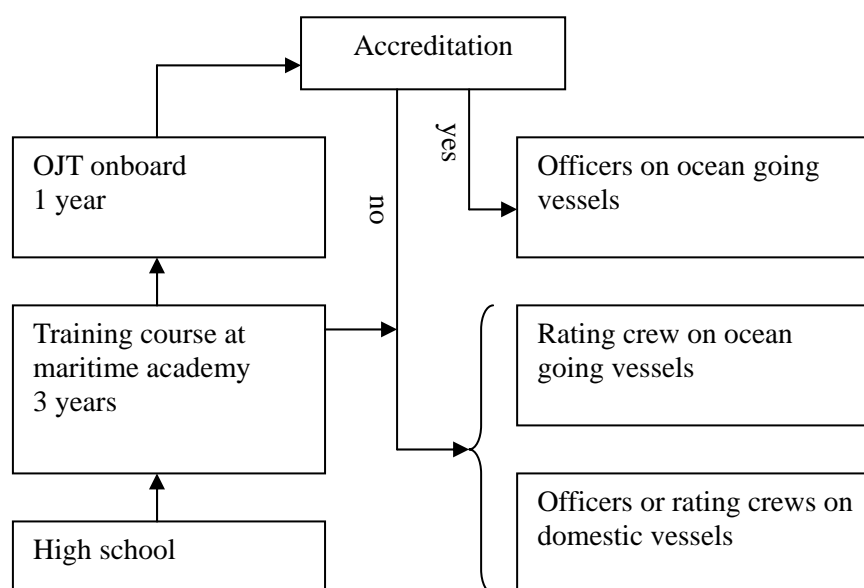 Accreditation
OJT onboard
1 year
no
yes
Officers on ocean going
vessels
Training course at
maritime academy
3 years
Rating crew on ocean
going vessels
High school
Officers or rating crews on
domestic vessels